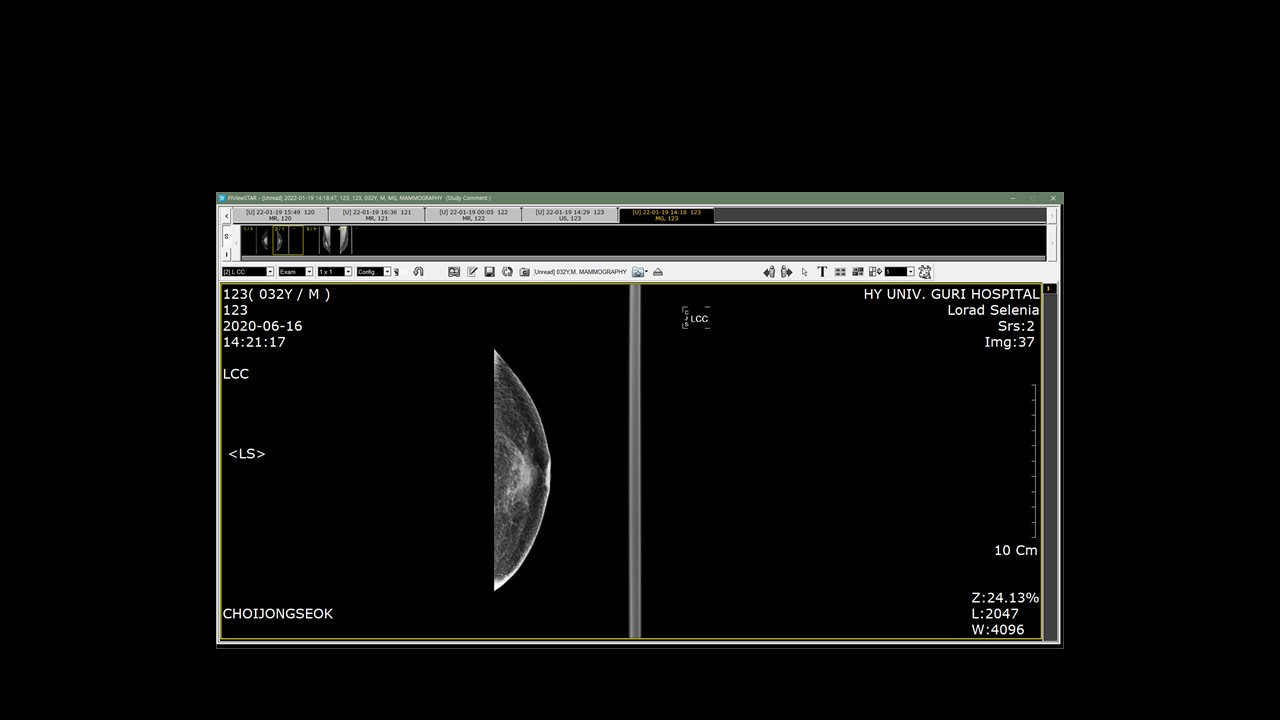 PiViewSTAR - [Unread] 2022-01-19 14:18:47, 123, 123, 032Y, M, MG, MAMMOGRAPHY (Study Comment: )
[U] 22-01-19 15:49 120
MR, 120
[U] 22-01-19 16:36 121
MR, 121
[U] 22-01-19 00:05 122
MR, 122
[U] 22-01-19 14:29 123
US, 123
[U] 22-01-19 14:18 123
MG, 123
S
I
[2] L CC
Exam
1 x 1
Config.
[Unread] 032Y,M, MAMMOGRAPHY
T
1
1
123( 032Y / M )
123
2020-06-16
14:21:17
LCC
<LS>
CHOIJONGSEOK
LCC
HY UNIV. GURI HOSPITAL
Lorad Selenia
Srs:2
Img:37
10 Cm
Z:24.13%
L:2047
W:4096